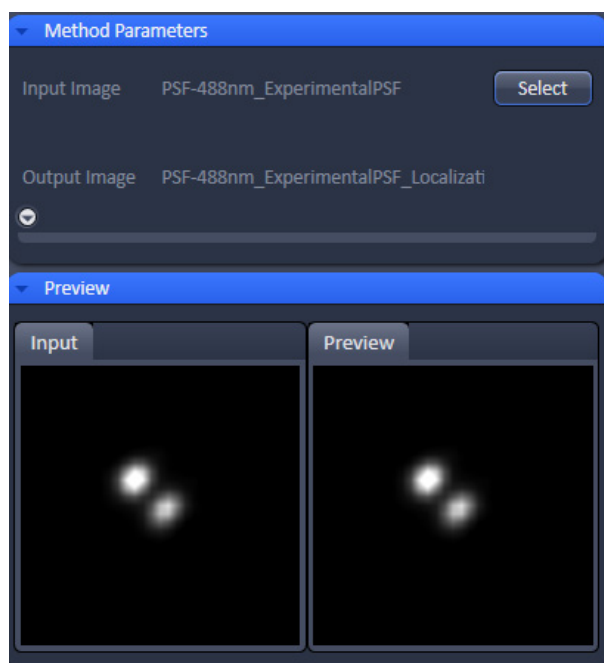 Method Parameters
Input Image PSF-488nm_ExperimentalPSF Select
Output Image PSF-488nm_ExperimentalPSF_Localizati
Preview
Input Preview